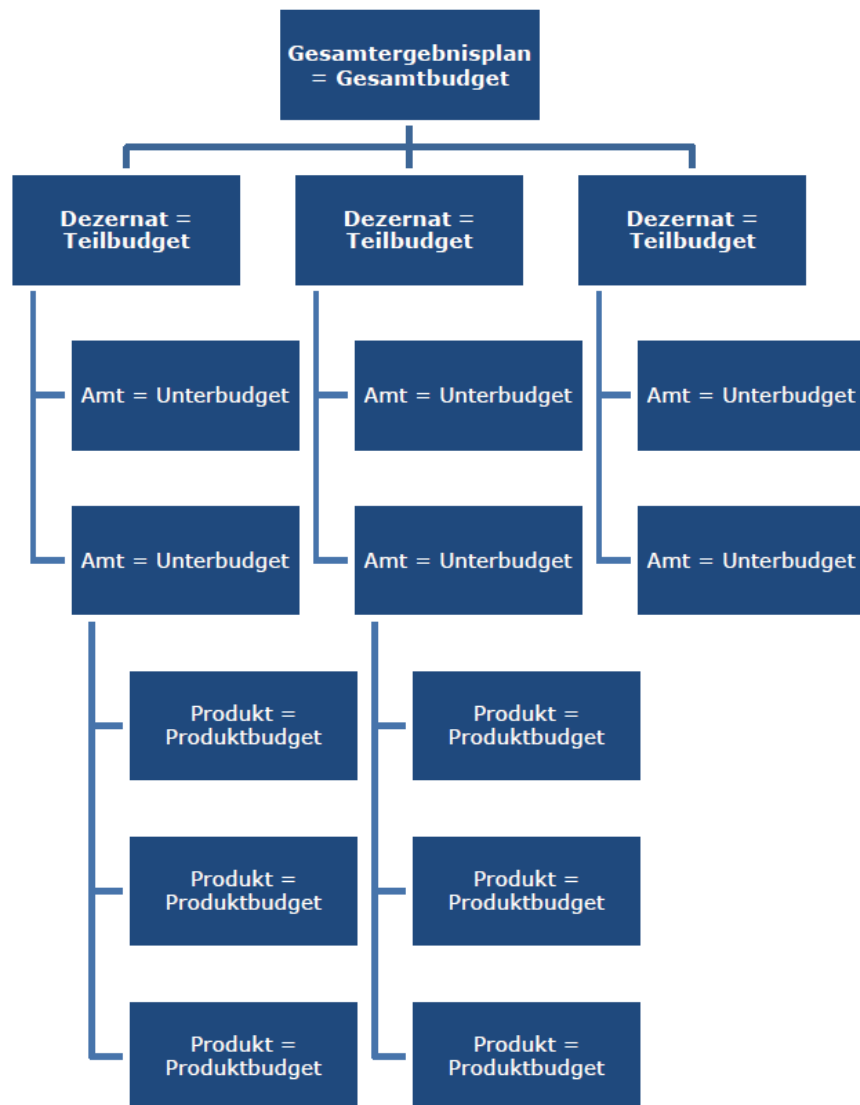 Gesamtergebnisplan
= Gesamtbudget
Dezernat =
Teilbudget
Dezernat =
Teilbudget
Dezernat =
Teilbudget
Amt = Unterbudget
Amt = Unterbudget
Amt = Unterbudget
Amt = Unterbudget
Amt = Unterbudget
Amt = Unterbudget
Produkt =
Produktbudget
Produkt =
Produktbudget
Produkt =
Produktbudget
Produkt =
Produktbudget
Produkt =
Produktbudget
Produkt =
Produktbudget